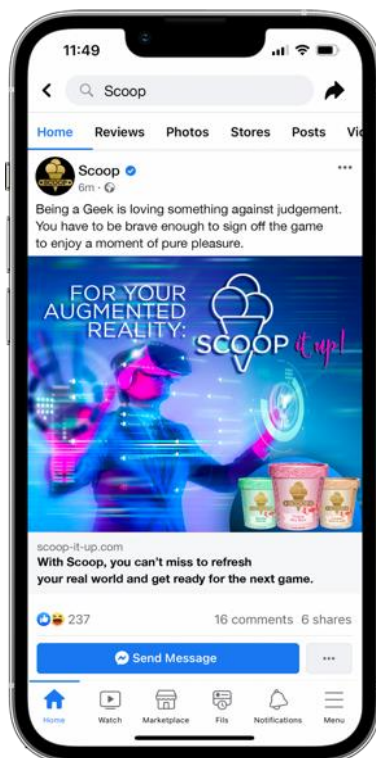 11:49
Scoop
Home Reviews Photos Stores Posts Vic
Scoop
6m
Being a Geek is loving something against judgement.
You have to be brave enough to sign off the game
to enjoy a moment of pure pleasure.
FOR YOUR
AUGMENTED
REALITY:
SCOOP it up!
scoop-it-up.com
With Scoop, you can't miss to refresh
your real world and get ready for the next game.
237 16 comments 6 shares
Send Message
Home Watch Marketplace Fils Notifications Menu